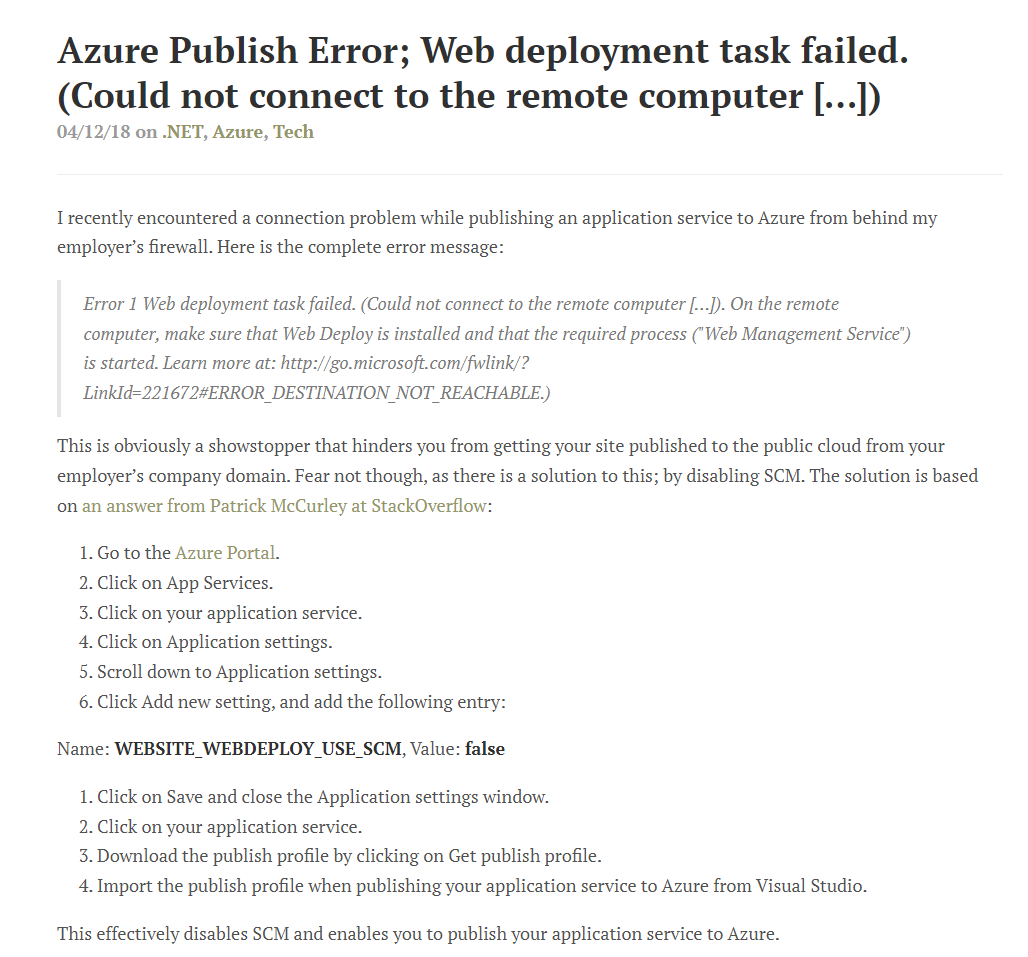 Azure Publish Error; Web deployment task failed.
(Could not connect to the remote computer […])
04/12/18 on .NET, Azure, Tech
I recently encountered a connection problem while publishing an application service to Azure from behind my
employer’s firewall. Here is the complete error message:
Error 1 Web deployment task failed. (Could not connect to the remote computer […]). On the remote
computer, make sure that Web Deploy is installed and that the required process ("Web Management Service")
is started. Learn more at: http://go.microsoft.com/fwlink/?
LinkId=221672#ERROR_DESTINATION_NOT_REACHABLE.)
This is obviously a showstopper that hinders you from getting your site published to the public cloud from your
employer’s company domain. Fear not though, as there is a solution to this; by disabling SCM. The solution is based
on an answer from Patrick McCurley at StackOverflow:
1. Go to the Azure Portal.
2. Click on App Services.
3. Click on your application service.
4. Click on Application settings.
5. Scroll down to Application settings.
6. Click Add new setting, and add the following entry:
Name: WEBSITE_WEBDEPLOY_USE_SCM, Value: false
1. Click on Save and close the Application settings window.
2. Click on your application service.
3. Download the publish profile by clicking on Get publish profile.
4. Import the publish profile when publishing your application service to Azure from Visual Studio.
This effectively disables SCM and enables you to publish your application service to Azure.